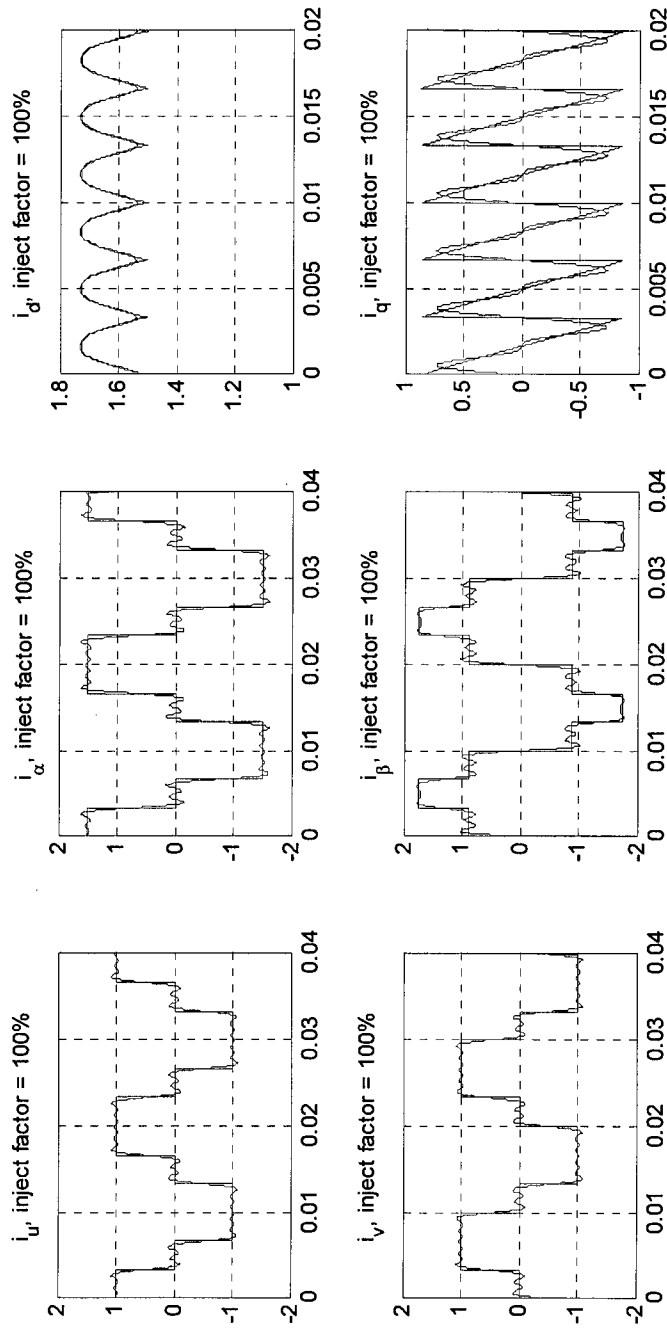 i_u, inject factor = 100%
2
1
0
-1
-2
0 0.01 0.02 0.03 0.04
i_α, inject factor = 100%
2
1
0
-1
-2
0 0.01 0.02 0.03 0.04
i_d, inject factor = 100%
1.8
1.6
1.4
1.2
1
0 0.005 0.01 0.015 0.02
i_v, inject factor = 100%
2
1
0
-1
-2
0 0.01 0.02 0.03 0.04
i_β, inject factor = 100%
2
1
0
-1
-2
0 0.01 0.02 0.03 0.04
i_q, inject factor = 100%
1
0.5
0
-0.5
-1
0 0.005 0.01 0.015 0.02